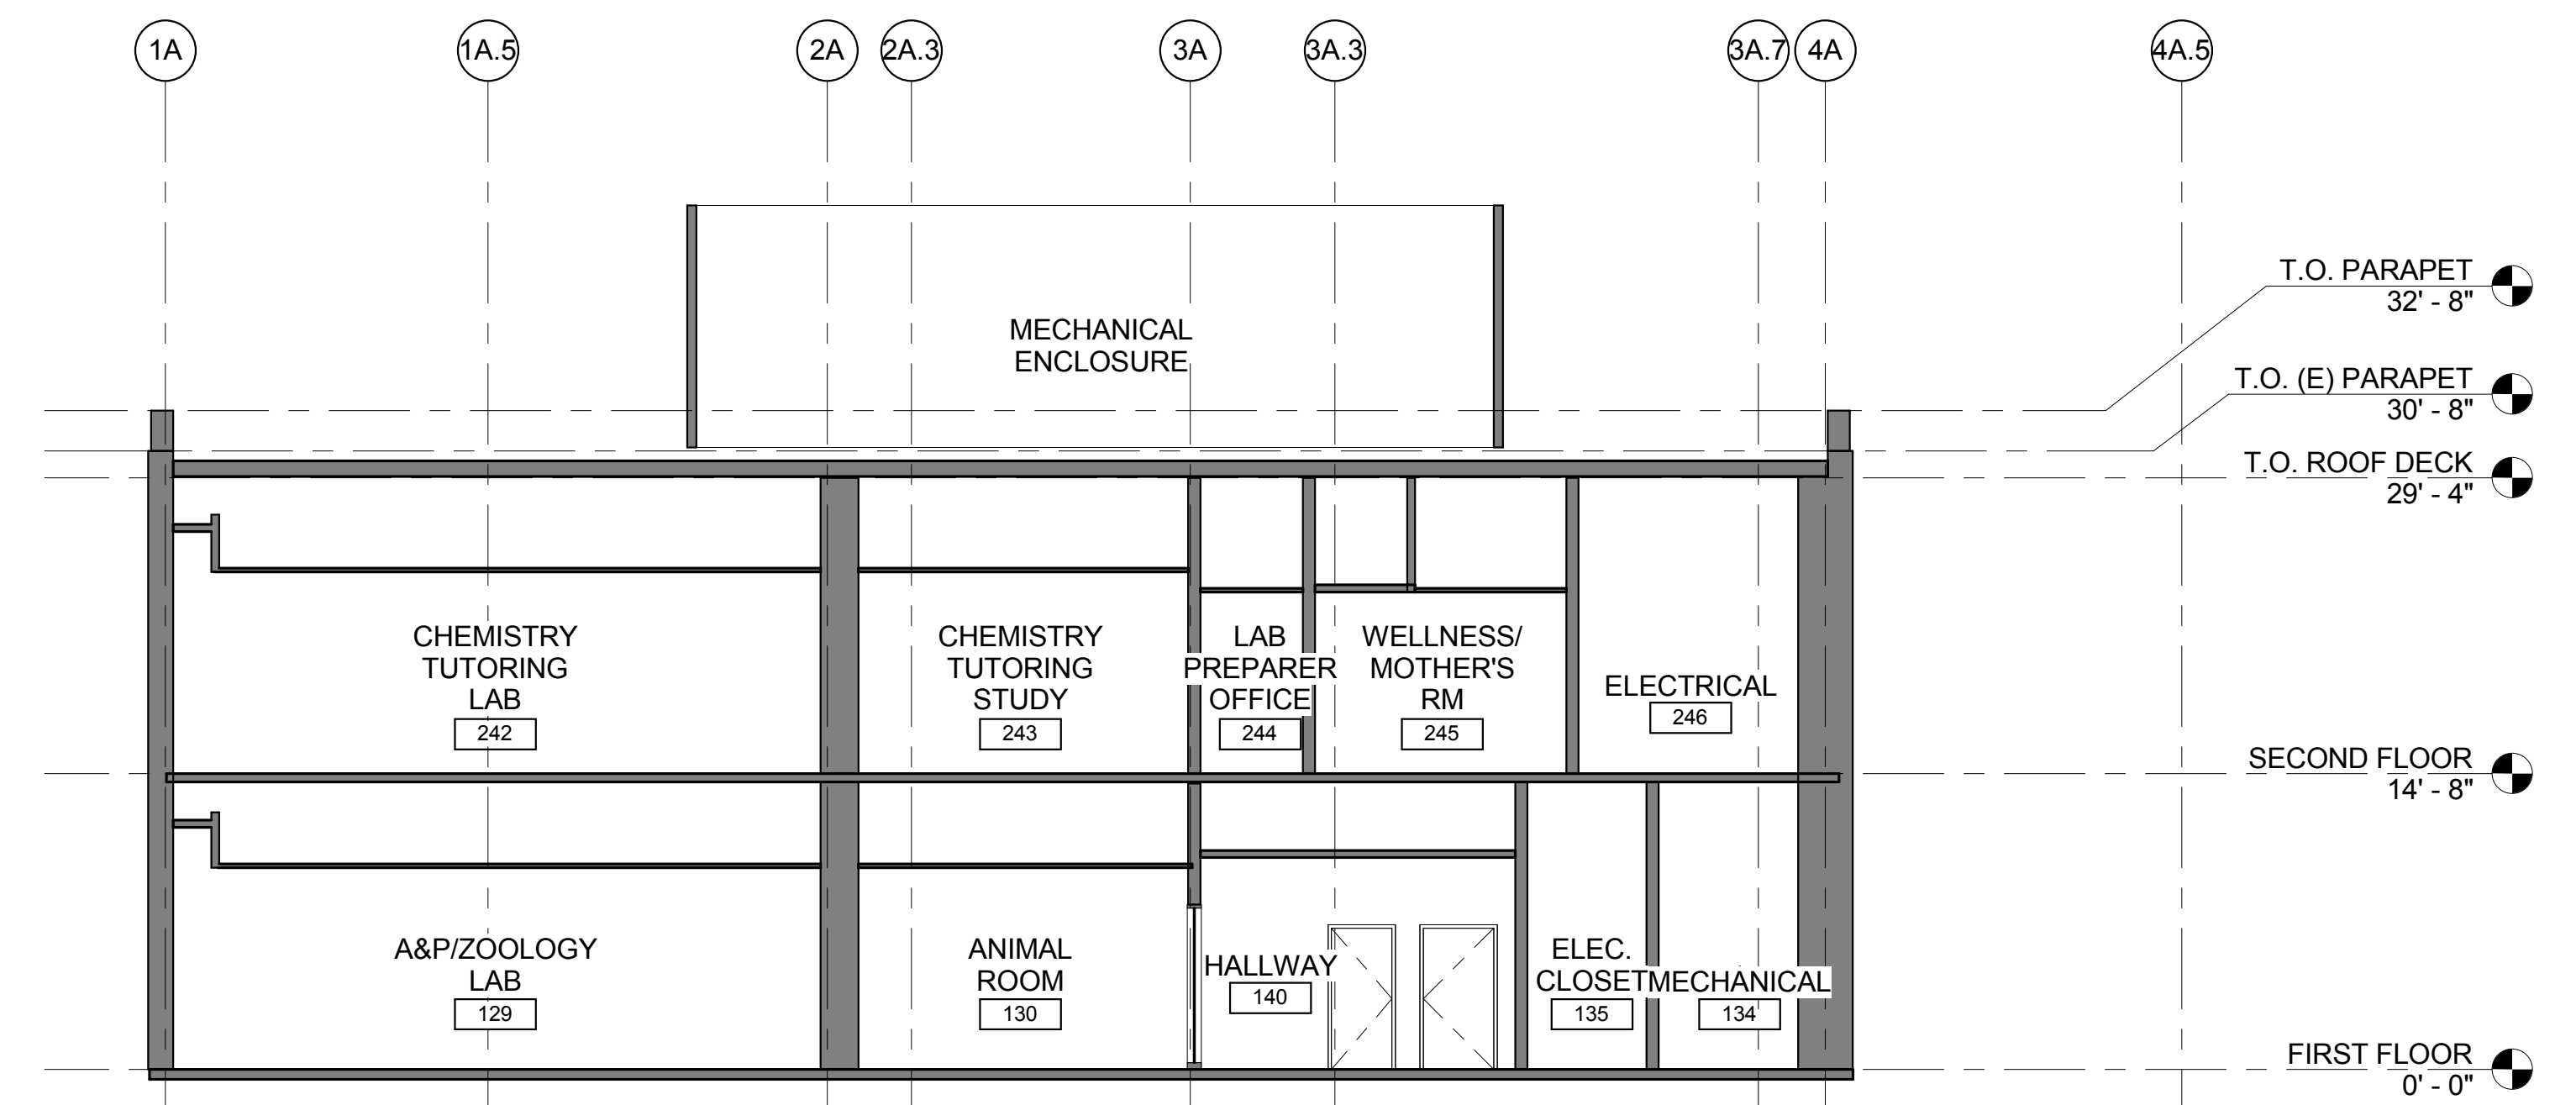 1A
1A.5
2A
2A.3
3A
3A.3
3A.7
4A
4A.5
MECHANICAL
ENCLOSURE
T.O. PARAPET
32' - 8"
T.O. (E) PARAPET
30' - 8"
T.O. ROOF DECK
29' - 4"
CHEMISTRY
TUTORING
LAB
242
CHEMISTRY
TUTORING
STUDY
243
LAB
PREPARER
OFFICE
244
WELLNESS/
MOTHER'S
RM
245
ELECTRICAL
246
SECOND FLOOR
14' - 8"
A&P/ZOOLOGY
LAB
129
ANIMAL
ROOM
130
HALLWAY
140
ELEC.
CLOSET
135
MECHANICAL
134
FIRST FLOOR
0' - 0"